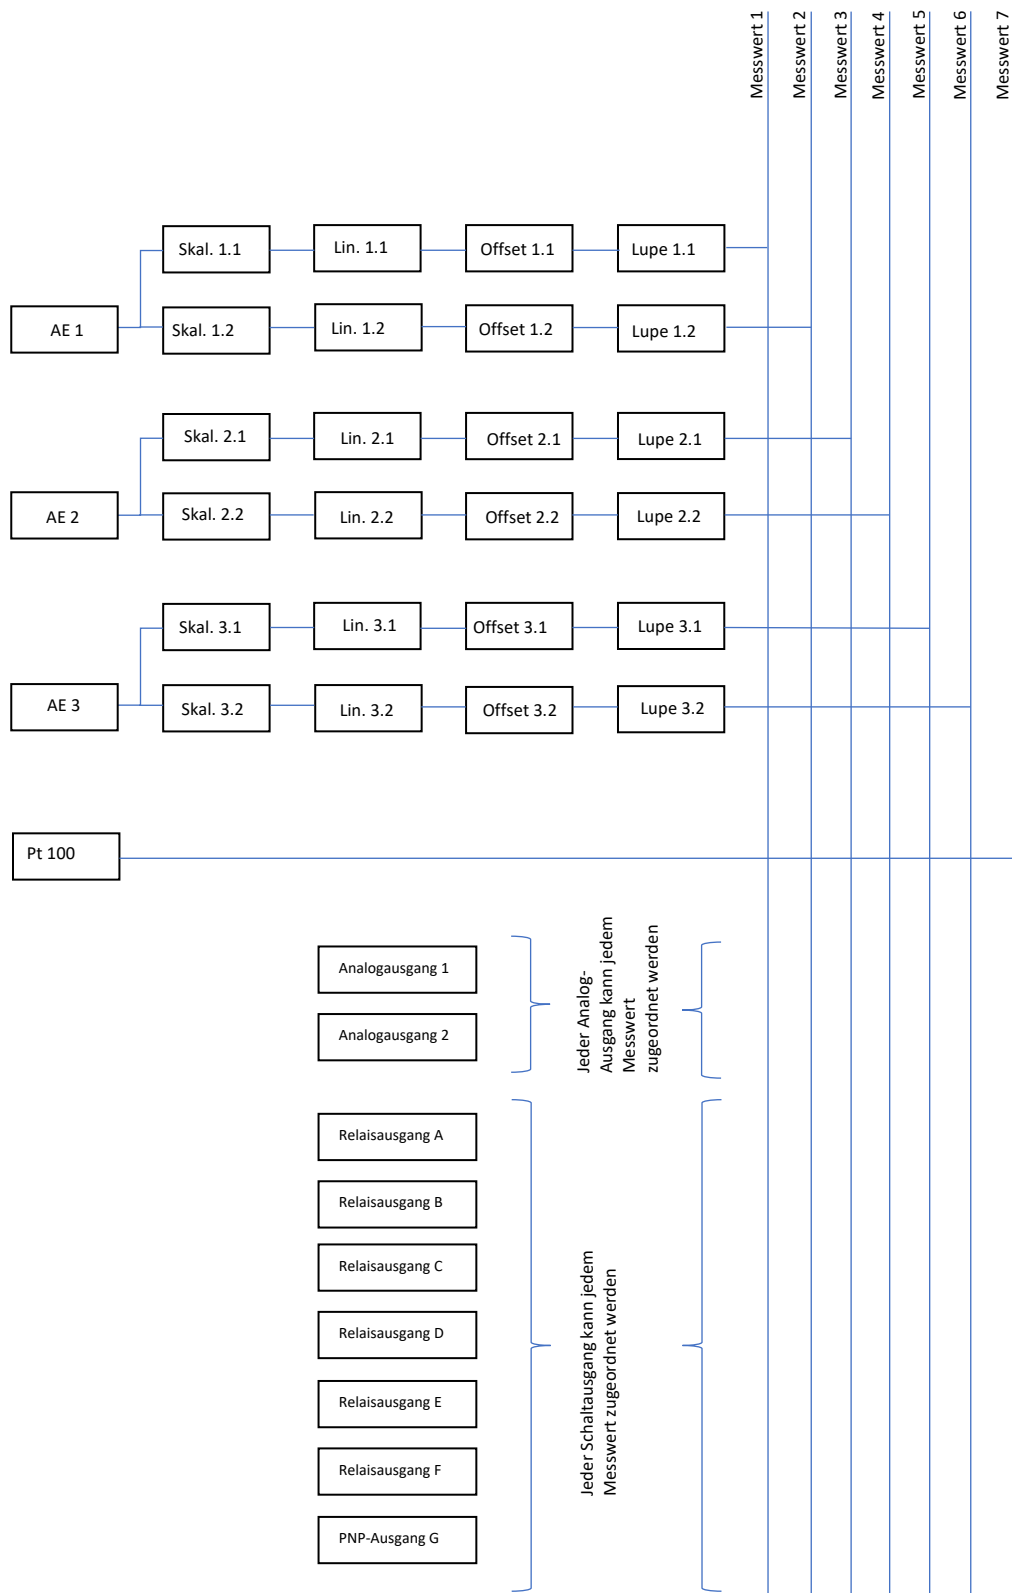 Messwert 1
Messwert 2
Messwert 3
Messwert 4
Messwert 5
Messwert 6
Messwert 7
Skal. 1.1
Lin. 1.1
Offset 1.1
Lupe 1.1
AE 1
Skal. 1.2
Lin. 1.2
Offset 1.2
Lupe 1.2
Skal. 2.1
Lin. 2.1
Offset 2.1
Lupe 2.1
AE 2
Skal. 2.2
Lin. 2.2
Offset 2.2
Lupe 2.2
Skal. 3.1
Lin. 3.1
Offset 3.1
Lupe 3.1
AE 3
Skal. 3.2
Lin. 3.2
Offset 3.2
Lupe 3.2
Pt 100
Analogausgang 1
Analogausgang 2
Jeder Analog-
Ausgang kann jedem
Messwert
zugeordnet werden
Relaisausgang A
Relaisausgang B
Relaisausgang C
Relaisausgang D
Relaisausgang E
Relaisausgang F
PNP-Ausgang G
Jeder Schaltausgang kann jedem
Messwert zugeordnet werden